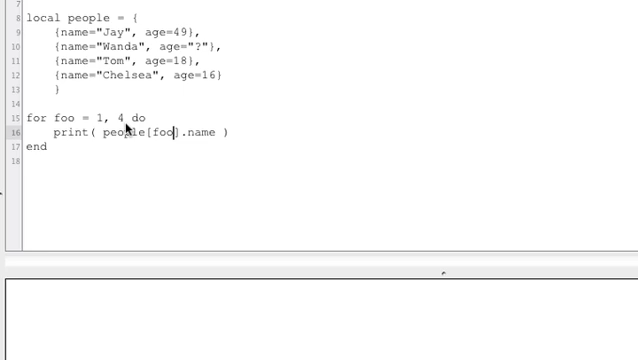 7
8 local people = {
9     {name="Jay", age=49},
10     {name="Wanda", age="?"},
11     {name="Tom", age=18},
12     {name="Chelsea", age=16}
13     }
14
15 for foo = 1, 4 do
16     print( people[foo].name )
17 end
18